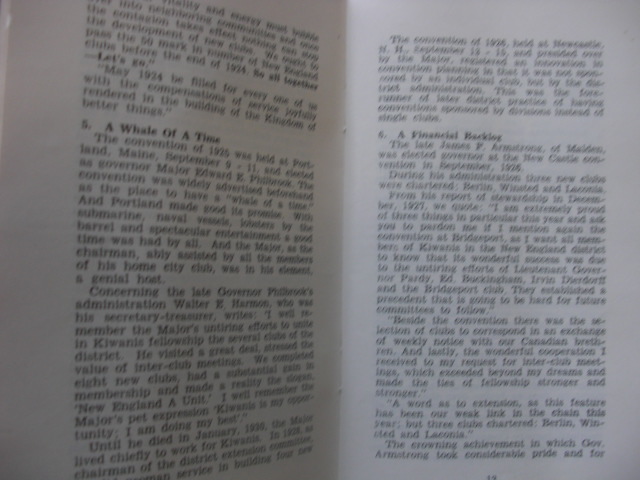 vitality and energy must bubble
over into neighboring communities and once
the contagion takes effect nothing can stop
the development of new clubs. We ought to
pass the 50 mark in number of New England
clubs before the end of 1924. So all together
—Let's go."
"May 1924 be filled for every one of us
with the compensations of service joyfully
rendered in the building of the Kingdom of
better things."
5. A Whale Of A Time
The convention of 1925 was held at Port-
land, Maine, September 9 - 11, and elected
as governor Major Edward E. Philbrook. The
convention was widely advertised beforehand
as the place to have a "whale of a time."
And Portland made good its promise. With
submarine, naval vessels, lobsters by the
barrel and spectacular entertainment a good
time was had by all. And the Major, as the
chairman, ably assisted by all the members
of his home city club, was in his element,
a genial host.
Concerning the late Governor Philbrook's
administration Walter E. Harmon, who was
his secretary-treasurer, writes: "I well re-
member the Major's untiring efforts to unite
in Kiwanis fellowship the several clubs of the
district. He visited a great deal, stressed the
value of inter-club meetings. We completed
eight new clubs, had a substantial gain in
membership and made a reality the slogan,
'New England A Unit.' I well remember the
Major's pet expression 'Kiwanis is my oppor-
tunity; I am doing my best'."
Until he died in January, 1936, the Major
lived chiefly to work for Kiwanis. In 1928, as
chairman of the district extension committee,
service in building four new
The convention of 1926, held at Newcastle,
N. H., September 12 - 15, and presided over
by the Major, registered an innovation in
convention planning in that it was not spon-
sored by an individual club, but by the dis-
trict administration. This was the fore-
runner of later district practice of having
conventions sponsored by divisions instead of
single clubs.
6. A Financial Backlog
The late James P. Armstrong, of Malden,
was elected governor at the New Castle con-
vention in September, 1926.
During his administration three new clubs
were chartered: Berlin, Winsted and Laconia.
From his report of stewardship in Decem-
ber, 1927, we quote: "I am extremely proud
of three things in particular this year and ask
you to pardon me if I mention again the
convention at Bridgeport, as I want all mem-
bers of Kiwanis in the New England district
to know that its wonderful success was due
to the untiring efforts of Lieutenant Gover-
nor Pardy, Ed. Buckingham, Irvin Dierdorff
and the Bridgeport club. They established a
precedent that is going to be hard for future
committees to follow."
"Beside the convention there was the se-
lection of clubs to correspond in an exchange
of weekly notice with our Canadian breth-
ren. And lastly, the wonderful cooperation I
received to my request for inter-club meet-
ings, which exceeded beyond my dreams and
made the ties of fellowship stronger and
stronger."
"A word as to extension, as this feature
has been our weak link in the chain this
year; but three clubs chartered: Berlin, Win-
sted and Laconia."
The crowning achievement in which Gov.
Armstrong took considerable pride and for